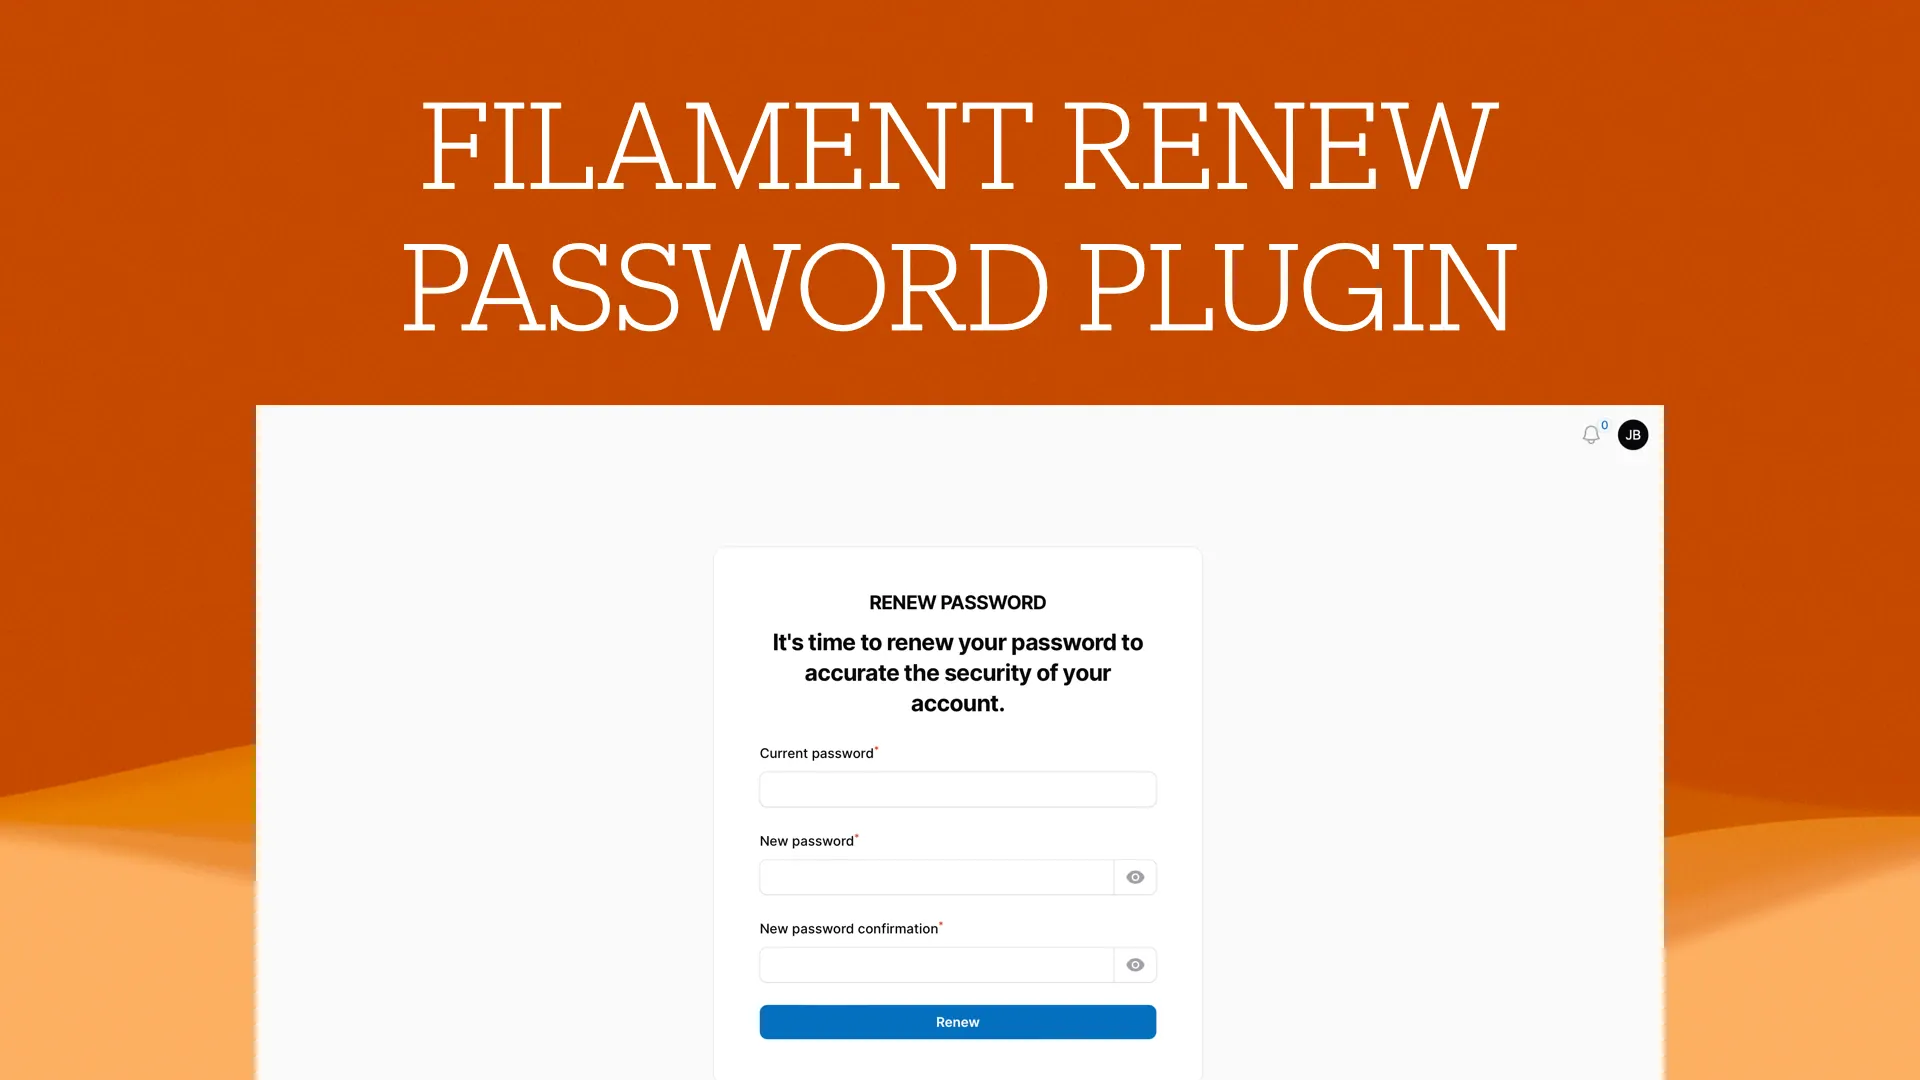 FILAMENT RENEW
PASSWORD PLUGIN
0
JB
RENEW PASSWORD
It's time to renew your password to
accurate the security of your
account.
Current password*
New password*
New password confirmation*
Renew